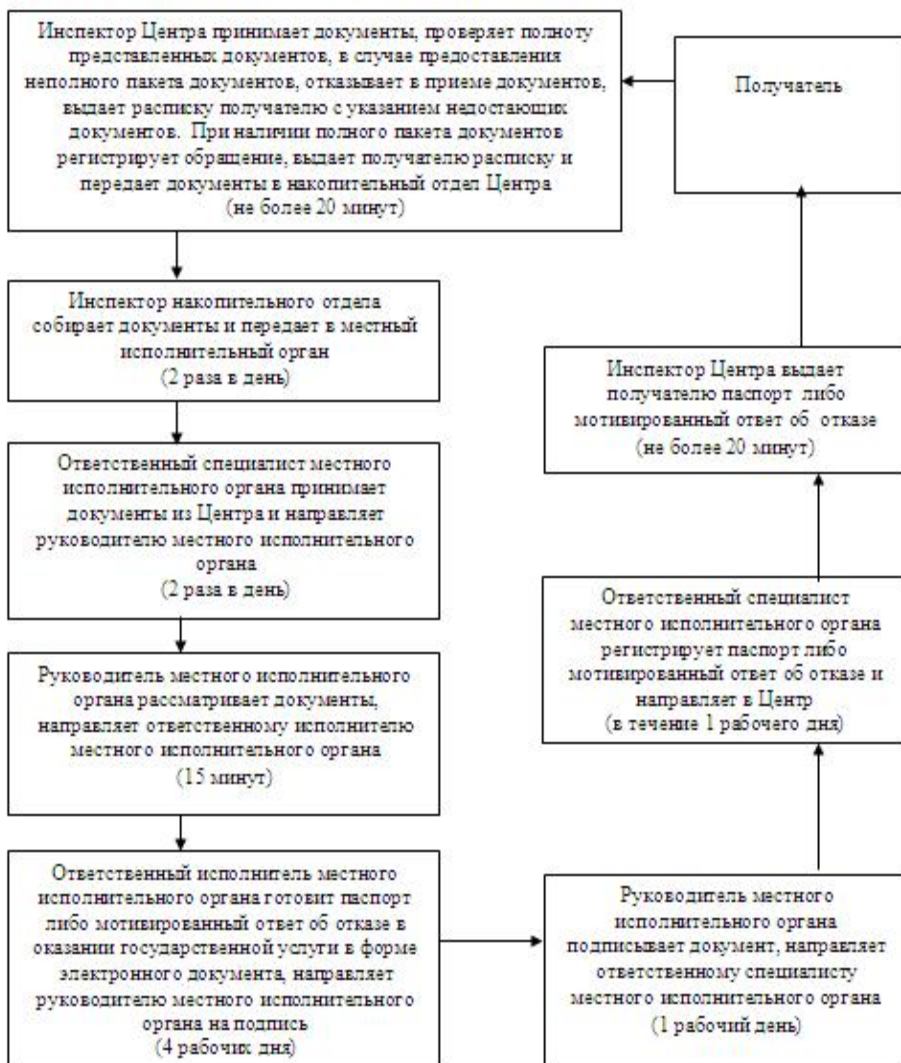 Инспектор Центра принимает документы, проверяет полноту
представленных документов, в случае предоставления
неполного пакета документов, отказывает в приеме документов,
выдает расписку получателю с указанием недостающих
документов. При наличии полного пакета документов
регистрирует обращение, выдает получателю расписку и
передает документы в накопительный отдел Центра
(не более 20 минут)
Получатель
Инспектор накопительного отдела
собирает документы и передает в местный
исполнительный орган
(2 раза в день)
Ответственный специалист местного
исполнительного органа принимает
документы из Центра и направляет
руководителю местного исполнительного
органа
(2 раза в день)
Руководитель местного исполнительного
органа рассматривает документы,
направляет ответственному исполнителю
местного исполнительного органа
(15 минут)
Ответственный исполнитель местного
исполнительного органа готовит паспорт
либо мотивированный ответ об отказе в
оказании государственной услуги в форме
электронного документа, направляет
руководителю местного исполнительного
органа на подпись
(4 рабочих дня)
Руководитель местного
исполнительного органа
подписывает документ, направляет
ответственному специалисту
местного исполнительного органа
(1 рабочий день)
Ответственный специалист
местного исполнительного органа
регистрирует паспорт либо
мотивированный ответ об отказе и
направляет в Центр
(в течение 1 рабочего дня)
Инспектор Центра выдает
получателю паспорт либо
мотивированный ответ об отказе
(не более 20 минут)